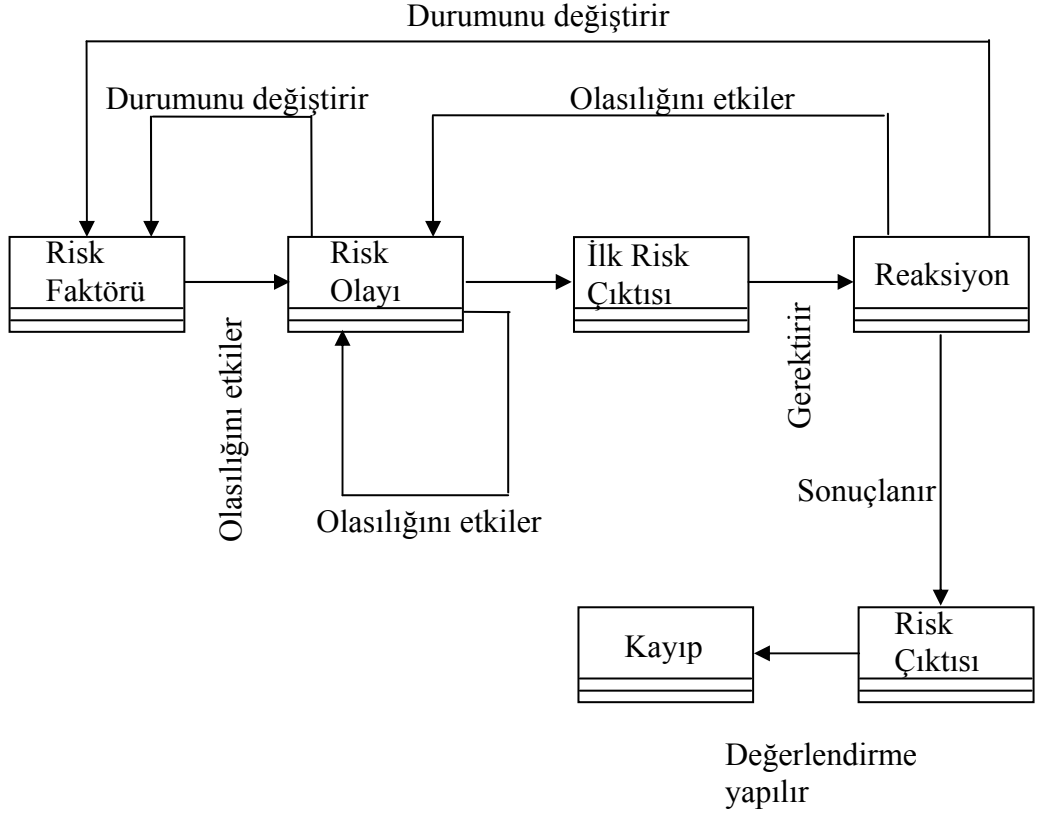 Durumunu değiştirir
Durumunu değiştirir
Olasılığını etkiler
Risk
Faktörü
Risk
Olayı
İlk Risk
Çıktısı
Reaksiyon
Olasılığını etkiler
Gerektirir
Olasılığını etkiler
Sonuçlanır
Kayıp
Risk
Çıktısı
Değerlendirme
yapılır